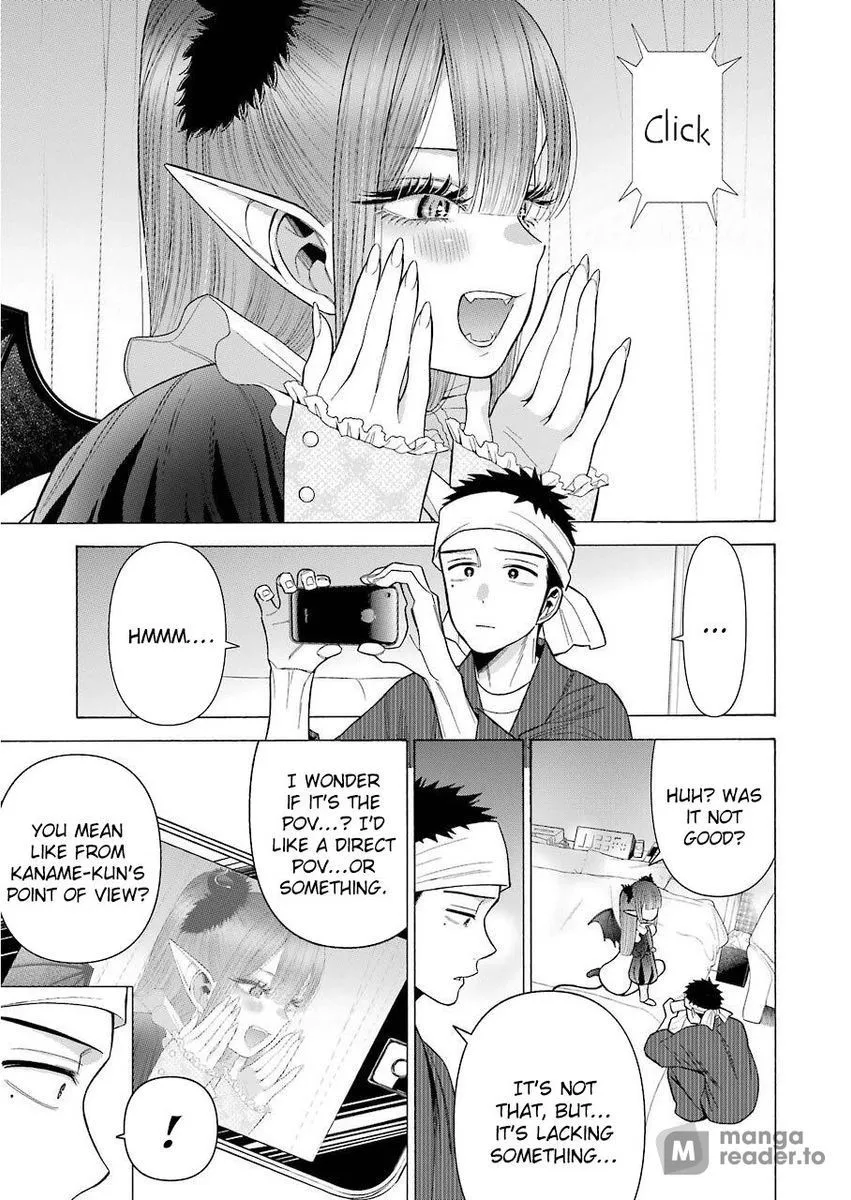 Click
...
HMMM....
HUH? WAS
IT NOT
GOOD?
IT'S NOT
THAT, BUT...
IT'S LACKING
SOMETHING...
I WONDER
IF IT'S THE
POV...? I'D
LIKE A DIRECT
POV...OR
SOMETHING.
YOU MEAN
LIKE FROM
KANAME-KUN'S
POINT OF VIEW?
!
M manga
reader.to